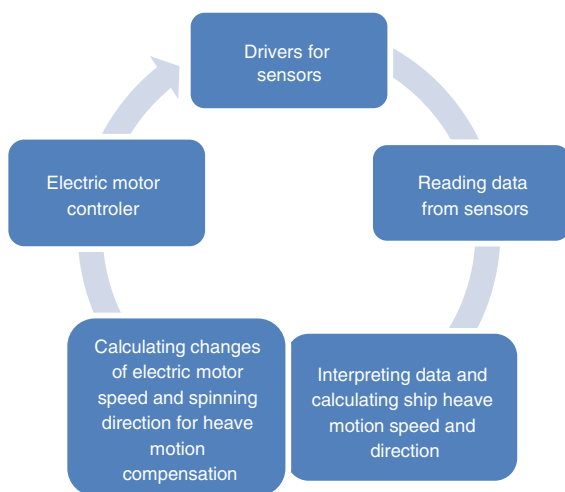 Drivers for
sensors
Reading data
from sensors
Interpreting data and
calculating ship heave
motion speed and
direction
Calculating changes
of electric motor
speed and spinning
direction for heave
motion
compensation
Electric motor
controler